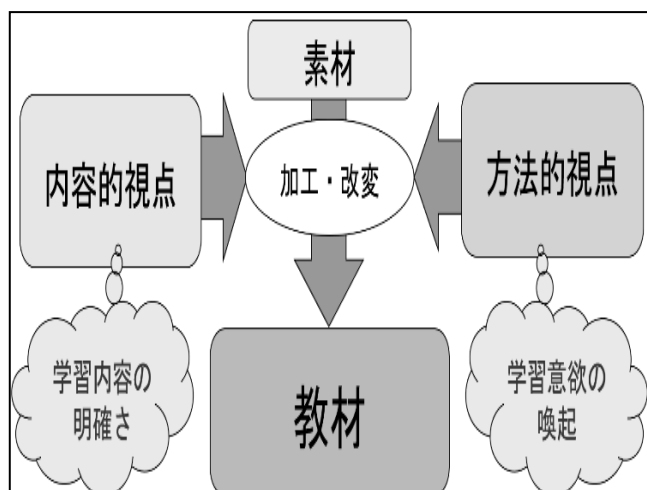 素材
内容的視点
加工・改変
方法的視点
学習内容の
明確さ
教材
学習意欲の
喚起